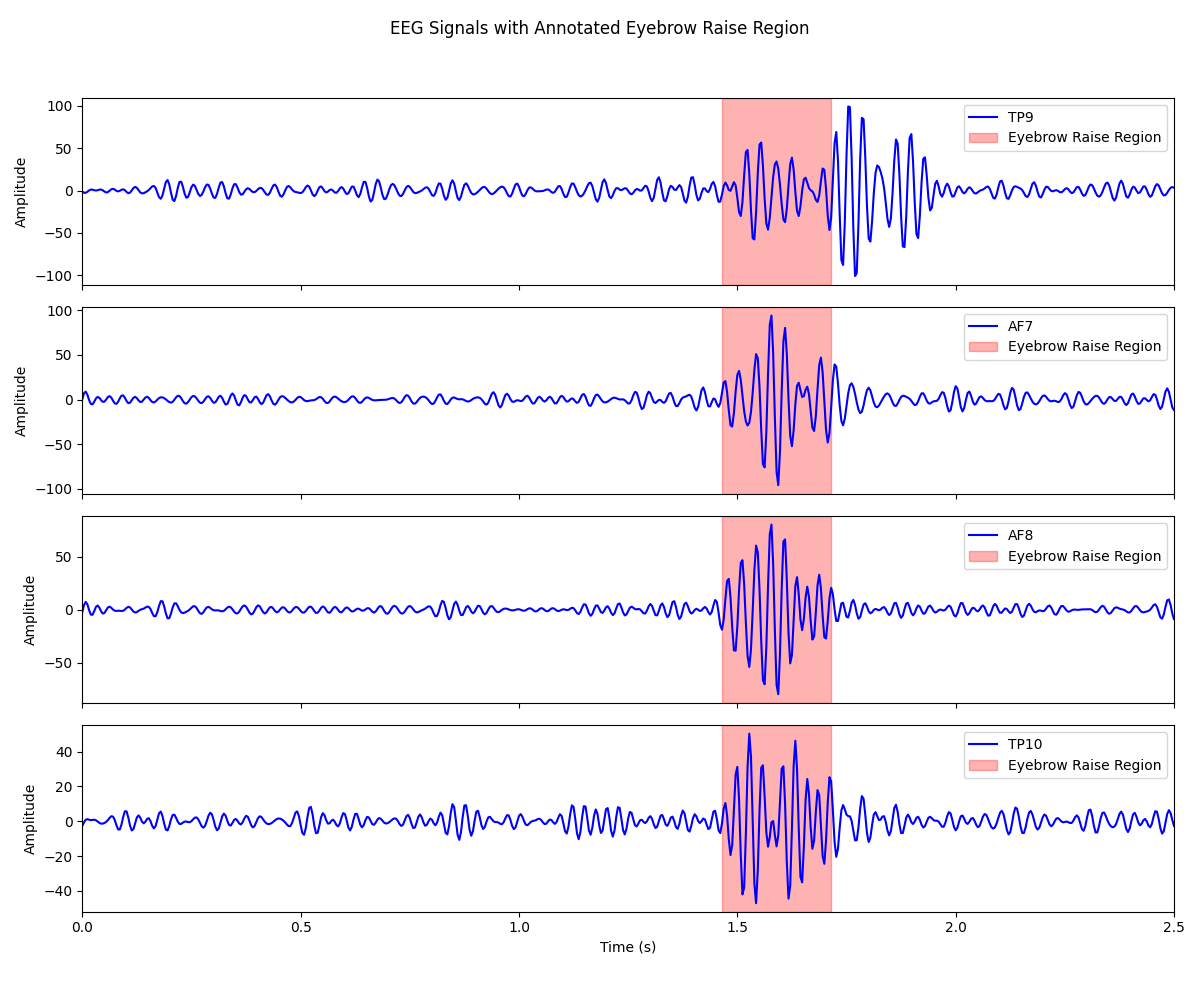 EEG Signals with Annotated Eyebrow Raise Region
100
50
0
−50
−100
Amplitude
TP9
Eyebrow Raise Region
100
50
0
−50
−100
Amplitude
AF7
Eyebrow Raise Region
50
0
−50
Amplitude
AF8
Eyebrow Raise Region
40
20
0
−20
−40
Amplitude
TP10
Eyebrow Raise Region
0.0 0.5 1.0 1.5 2.0 2.5
Time (s)